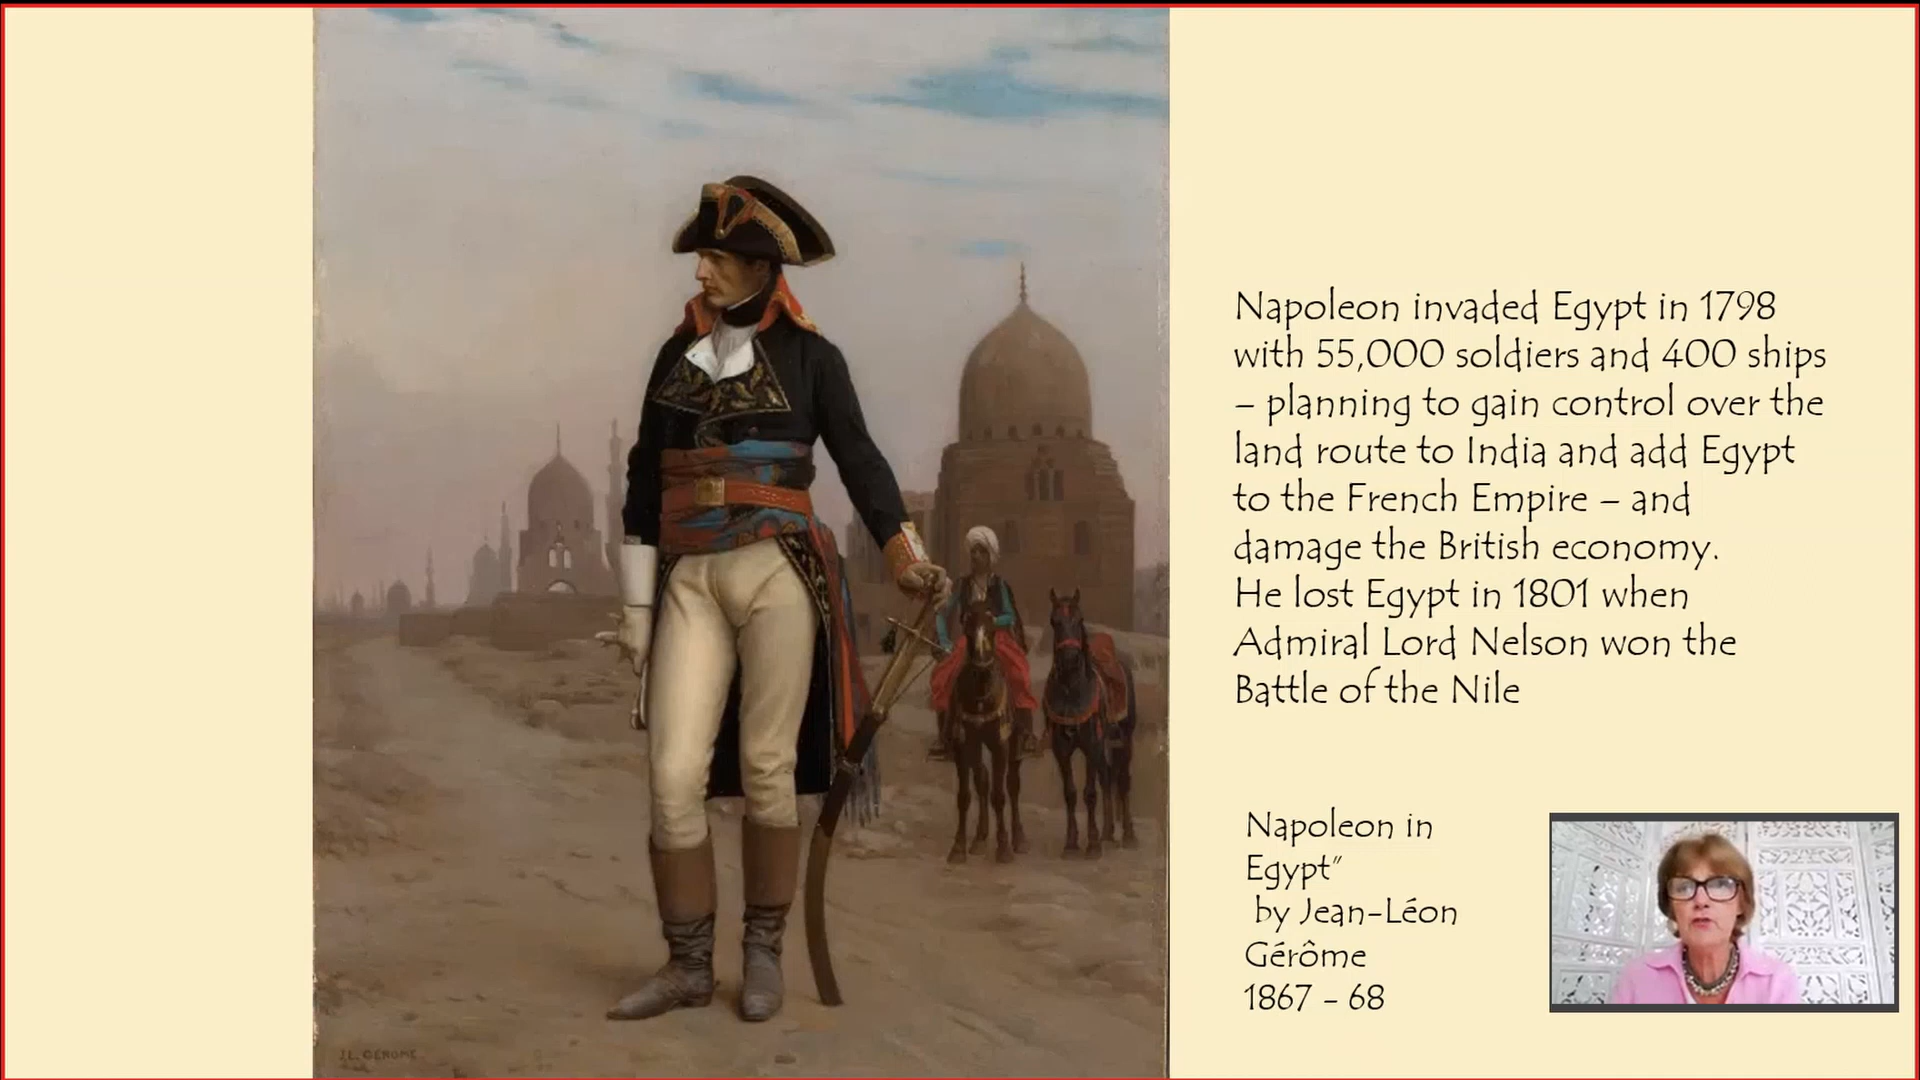 Napoleon invaded Egypt in 1798
with 55,000 soldiers and 400 ships
– planning to gain control over the
land route to India and add Egypt
to the French Empire – and
damage the British economy.
He lost Egypt in 1801 when
Admiral Lord Nelson won the
Battle of the Nile
Napoleon in
Egypt”
by Jean-Léon
Gérôme
1867 - 68
J.L. GEROME